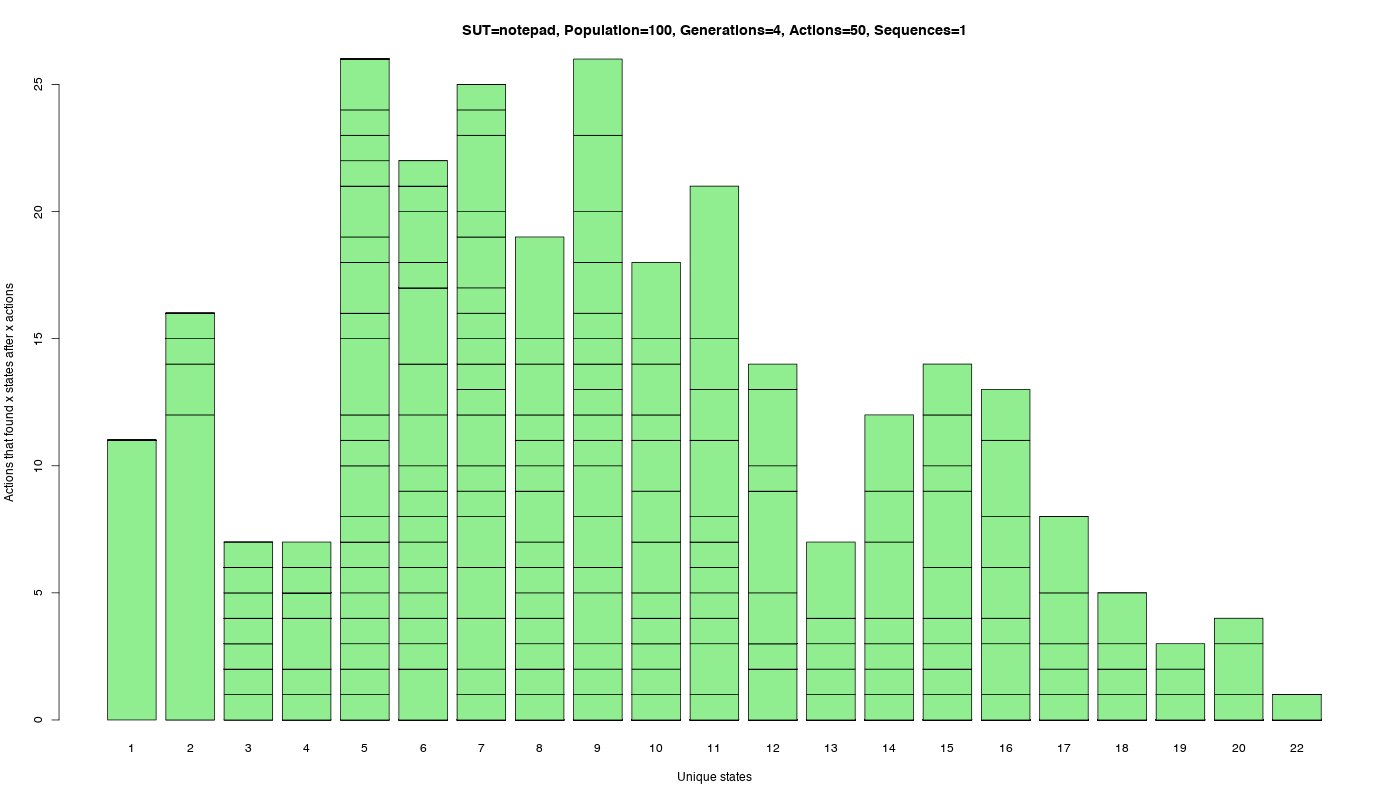 SUT=notepad, Population=100, Generations=4, Actions=50, Sequences=1
Actions that found x states after x actions
25
20
15
10
5
0
1 2 3 4 5 6 7 8 9 10 11 12 13 14 15 16 17 18 19 20 22
Unique states